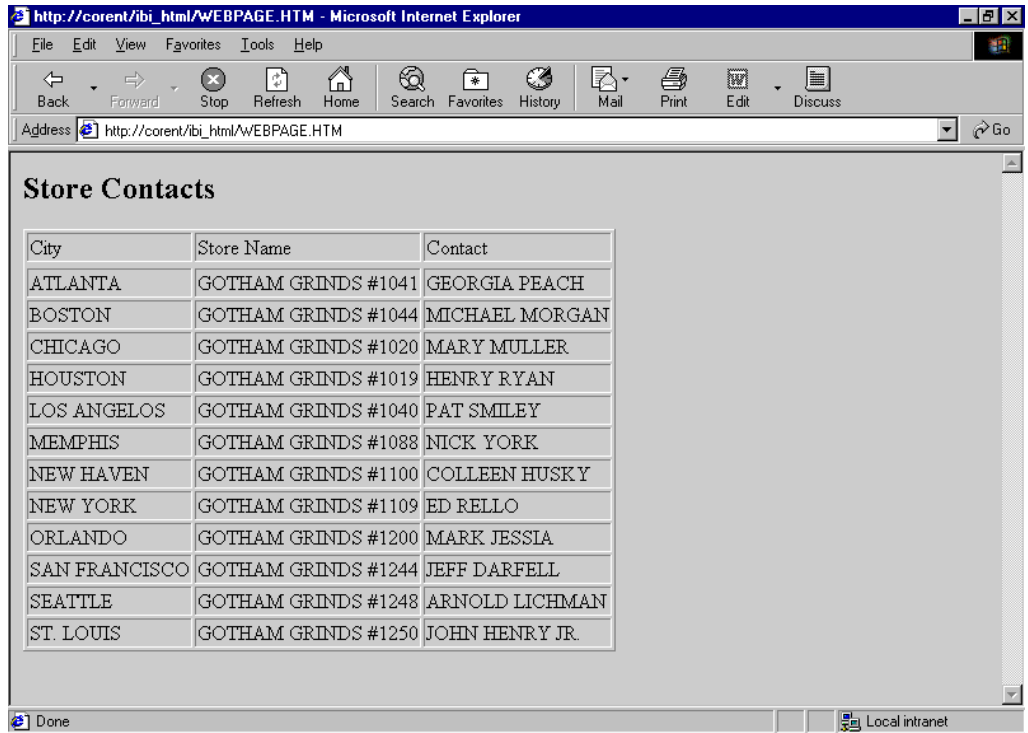 http://corent/ibi_html/WEBPAGE.HTM - Microsoft Internet Explorer
File Edit View Favorites Tools Help
Back Forward Stop Refresh Home Search Favorites History Mail Print Edit Discuss
Address http://corent/ibi_html/WEBPAGE.HTM Go
Store Contacts
City Store Name Contact
ATLANTA GOTHAM GRINDS #1041 GEORGIA PEACH
BOSTON GOTHAM GRINDS #1044 MICHAEL MORGAN
CHICAGO GOTHAM GRINDS #1020 MARY MULLER
HOUSTON GOTHAM GRINDS #1019 HENRY RYAN
LOS ANGELOS GOTHAM GRINDS #1040 PAT SMILEY
MEMPHIS GOTHAM GRINDS #1088 NICK YORK
NEW HAVEN GOTHAM GRINDS #1100 COLLEEN HUSKY
NEW YORK GOTHAM GRINDS #1109 ED RELLO
ORLANDO GOTHAM GRINDS #1200 MARK JESSIA
SAN FRANCISCO GOTHAM GRINDS #1244 JEFF DARFELL
SEATTLE GOTHAM GRINDS #1248 ARNOLD LICHMAN
ST. LOUIS GOTHAM GRINDS #1250 JOHN HENRY JR.
Done Local intranet